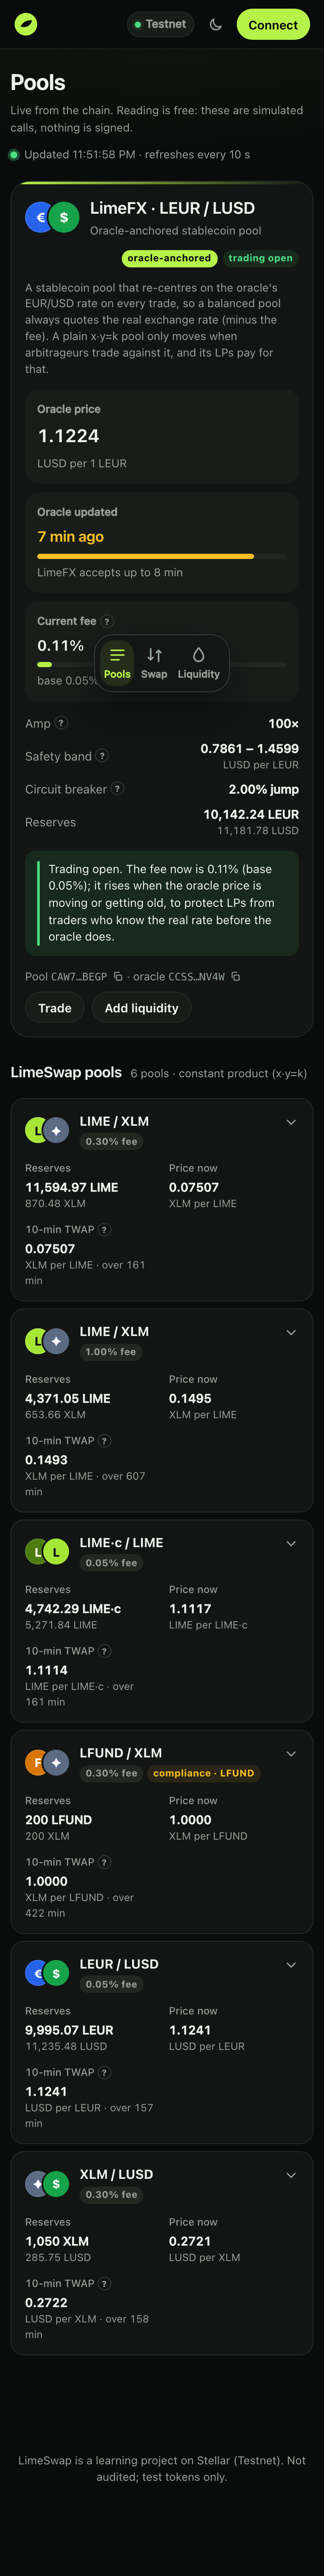 Testnet
Connect
Pools
Live from the chain. Reading is free: these are simulated
calls, nothing is signed.
Updated 11:51:58 PM · refreshes every 10 s
€ $
LimeFX · LEUR / LUSD
Oracle-anchored stablecoin pool
oracle-anchored trading open
A stablecoin pool that re-centres on the oracle's
EUR/USD rate on every trade, so a balanced pool
always quotes the real exchange rate (minus the
fee). A plain x·y=k pool only moves when
arbitrageurs trade against it, and its LPs pay for
that.
Oracle price
1.1224
LUSD per 1 LEUR
Oracle updated
7 min ago
LimeFX accepts up to 8 min
Current fee ?
0.11%
base 0.05%
Pools Swap Liquidity
Amp ? 100×
Safety band ? 0.7861 – 1.4599
LUSD per LEUR
Circuit breaker ? 2.00% jump
Reserves 10,142.24 LEUR
11,181.78 LUSD
Trading open. The fee now is 0.11% (base
0.05%); it rises when the oracle price is
moving or getting old, to protect LPs from
traders who know the real rate before the
oracle does.
Pool CAW7…BEGP · oracle CCSS…NV4W
Trade Add liquidity
LimeSwap pools 6 pools · constant product (x·y=k)
L LIME / XLM
0.30% fee
Reserves Price now
11,594.97 LIME 0.07507
870.48 XLM XLM per LIME
10-min TWAP ?
0.07507
XLM per LIME · over 161
min
L LIME / XLM
1.00% fee
Reserves Price now
4,371.05 LIME 0.1495
653.66 XLM XLM per LIME
10-min TWAP ?
0.1493
XLM per LIME · over 607
min
L L LIME·c / LIME
0.05% fee
Reserves Price now
4,742.29 LIME·c 1.1117
5,271.84 LIME LIME per LIME·c
10-min TWAP ?
1.1114
LIME per LIME·c · over
161 min
F LFUND / XLM
0.30% fee compliance · LFUND
Reserves Price now
200 LFUND 1.0000
200 XLM XLM per LFUND
10-min TWAP ?
1.0000
XLM per LFUND · over
422 min
€ $ LEUR / LUSD
0.05% fee
Reserves Price now
9,995.07 LEUR 1.1241
11,235.48 LUSD LUSD per LEUR
10-min TWAP ?
1.1241
LUSD per LEUR · over 157
min
$ XLM / LUSD
0.30% fee
Reserves Price now
1,050 XLM 0.2721
285.75 LUSD LUSD per XLM
10-min TWAP ?
0.2722
LUSD per XLM · over 158
min
LimeSwap is a learning project on Stellar (Testnet). Not
audited; test tokens only.